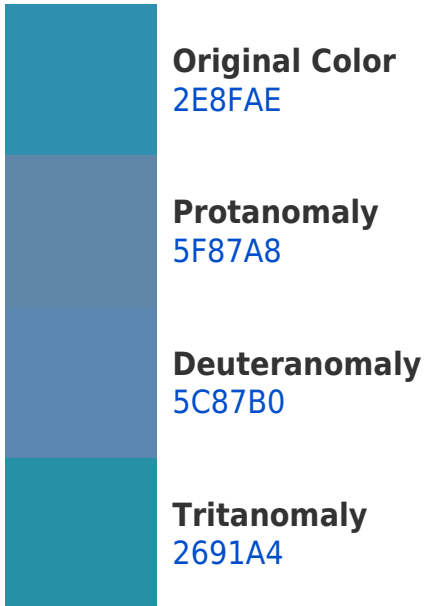 Original Color
2E8FAE
Protanomaly
5F87A8
Deuteranomaly
5C87B0
Tritanomaly
2691A4